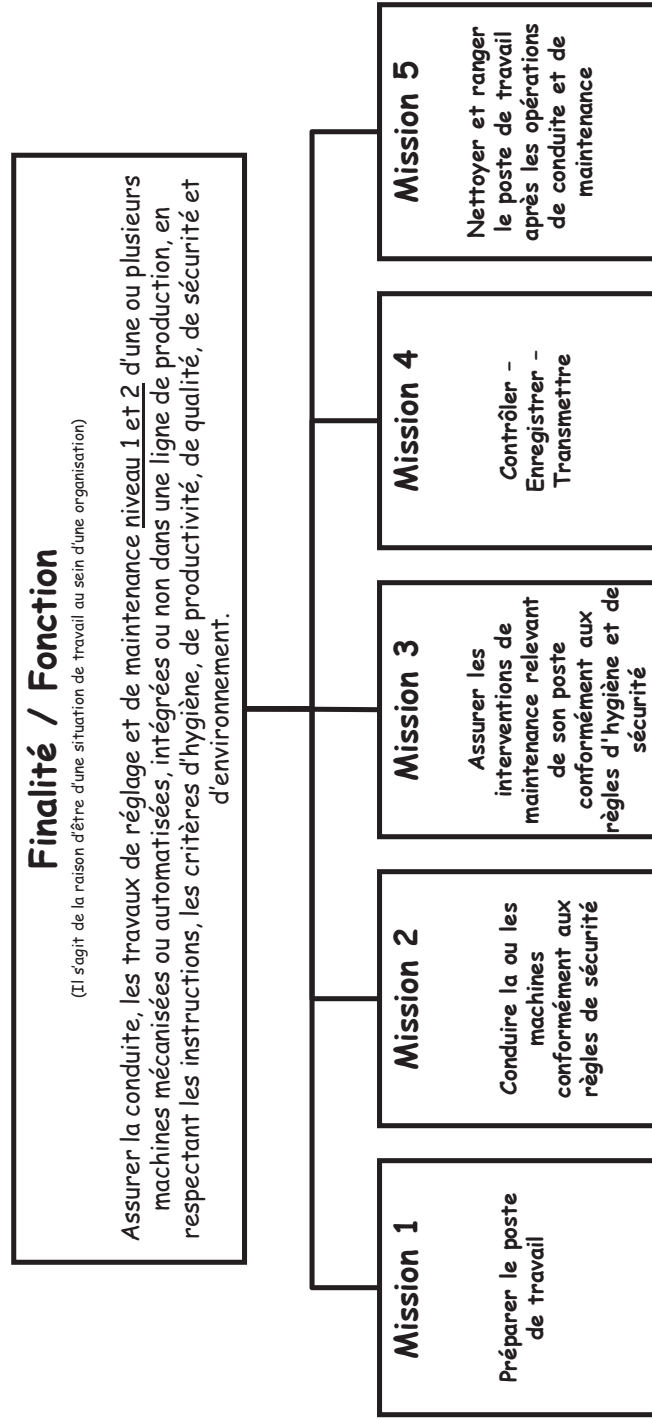 Finalité / Fonction
(Il s'agit de la raison d'être d'une situation de travail au sein d'une organisation)
Assurer la conduite, les travaux de réglage et de maintenance niveau 1 et 2 d'une ou plusieurs
machines mécanisées ou automatisées, intégrées ou non dans une ligne de production, en
respectant les instructions, les critères d'hygiène, de productivité, de qualité, de sécurité et
d'environnement.
Mission 1
Préparer le poste
de travail
Mission 2
Conduire la ou les
machines
conformément aux
règles de sécurité
Mission 3
Assurer les
interventions de
maintenance relevant
de son poste
conformément aux
règles d'hygiène et de
sécurité
Mission 4
Contrôler –
Enregistrer –
Transmettre
Mission 5
Nettoyer et ranger
le poste de travail
après les opérations
de conduite et de
maintenance